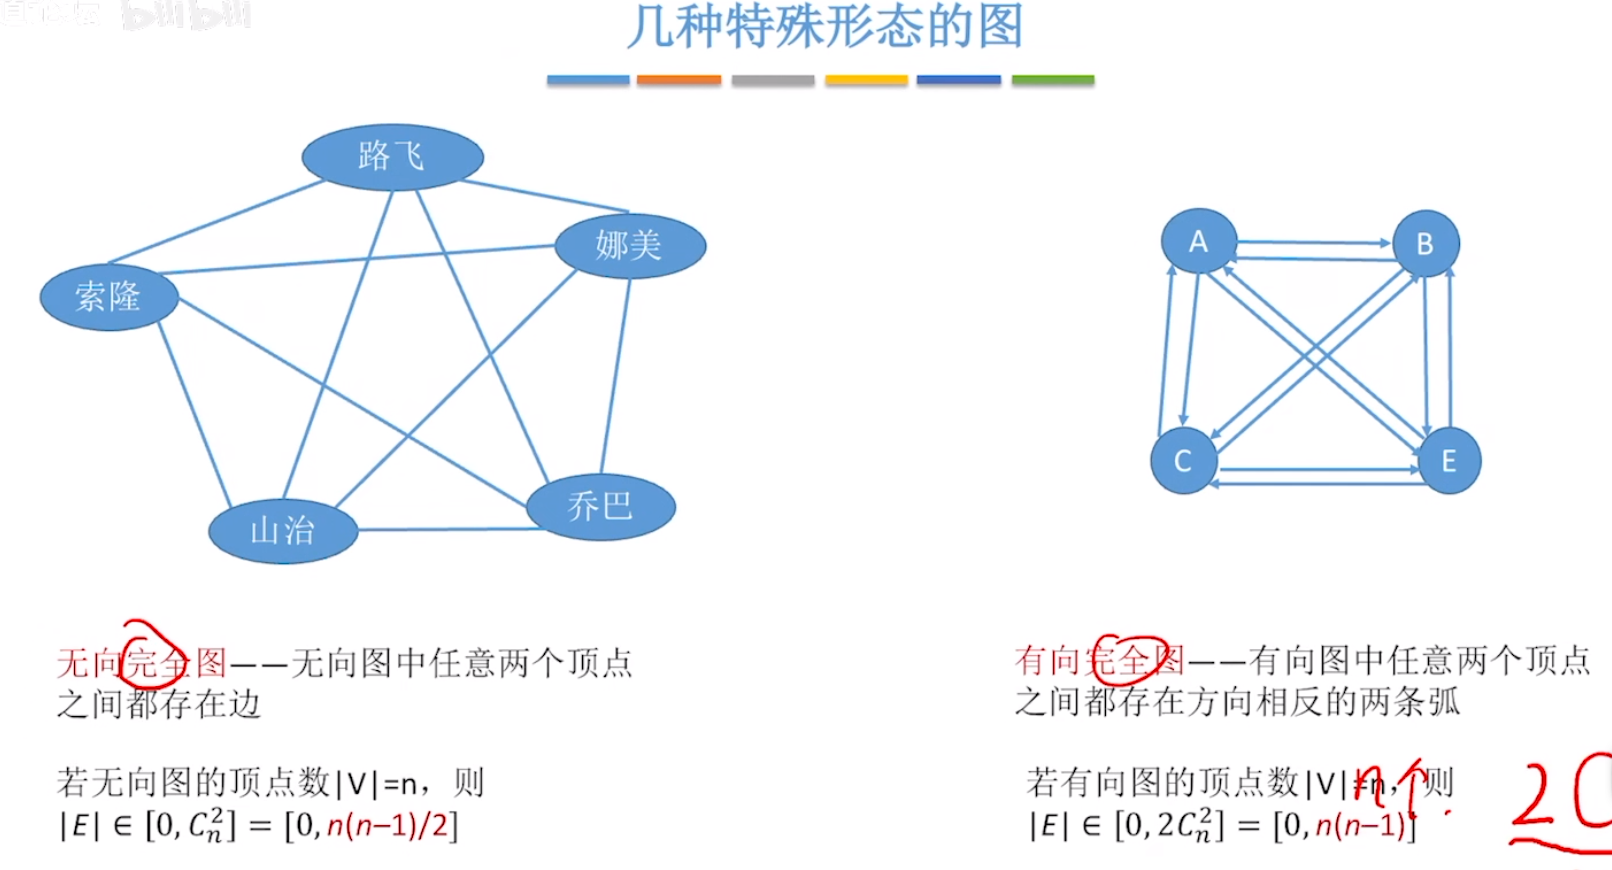 bilibili
几种特殊形态的图
路飞
娜美
索隆
山治
乔巴
A
B
C
E
无向完全图——无向图中任意两个顶点
之间都存在边
若无向图的顶点数|V|=n，则
|E| ∈ [0, C_n^2] = [0, n(n–1)/2]
有向完全图——有向图中任意两个顶点
之间都存在方向相反的两条弧
若有向图的顶点数|V|=n，则
|E| ∈ [0, 2C_n^2] = [0, n(n–1)]
n个
2C